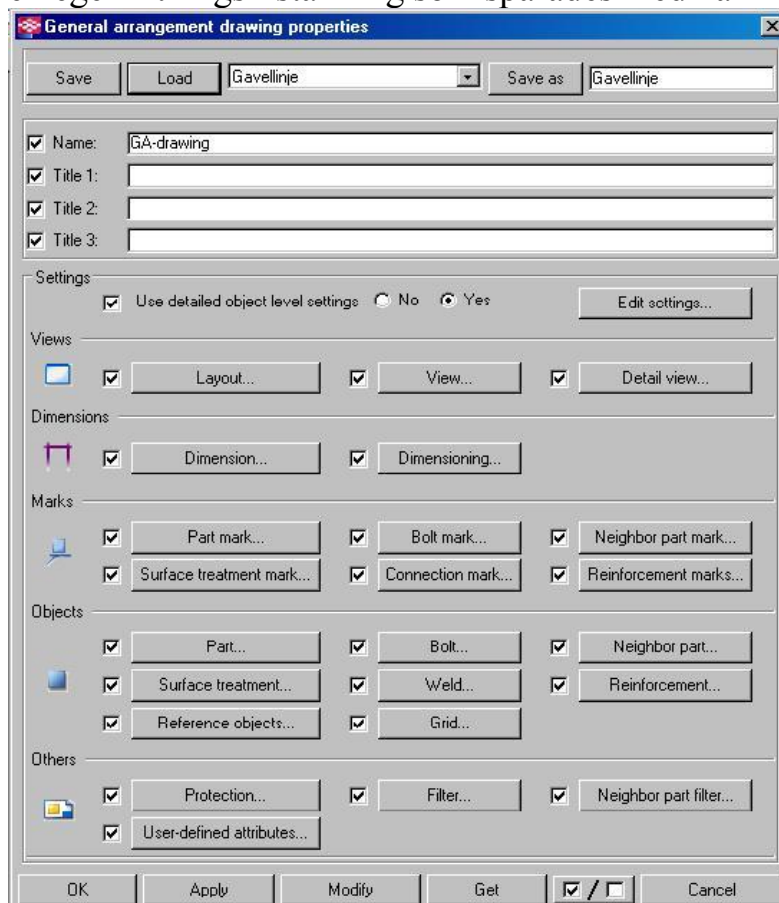 General arrangement drawing properties
Save Load Gavellinje Save as Gavellinje
Name: GA-drawing
Title 1:
Title 2:
Title 3:
Settings
Use detailed object level settings No Yes Edit settings...
Views
Layout... View... Detail view...
Dimensions
Dimension... Dimensioning...
Marks
Part mark... Bolt mark... Neighbor part mark...
Surface treatment mark... Connection mark... Reinforcement marks...
Objects
Part... Bolt... Neighbor part...
Surface treatment... Weld... Reinforcement...
Reference objects... Grid...
Others
Protection... Filter... Neighbor part filter...
User-defined attributes...
OK Apply Modify Get / Cancel